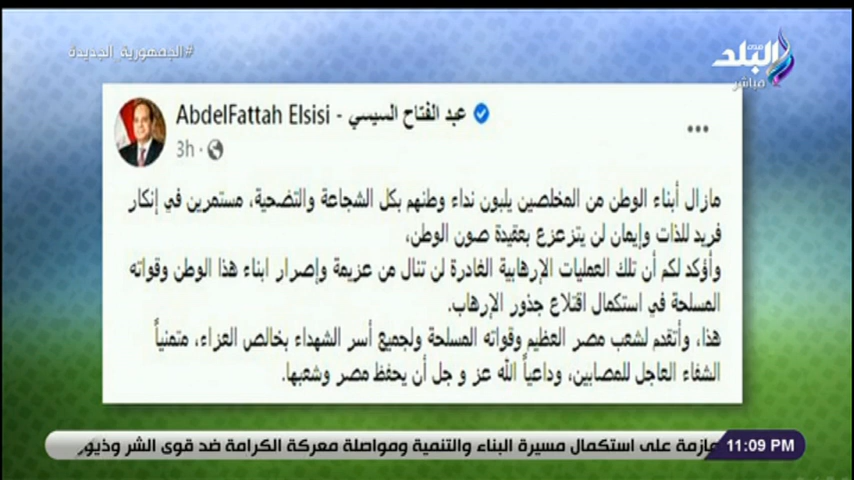 #الجمهورية_الجديدة
صدى
البلد
مباشر
AbdelFattah Elsisi - عبد الفتاح السيسي
3h ·
مازال أبناء الوطن من المخلصين يلبون نداء وطنهم بكل الشجاعة والتضحية، مستمرين في إنكار
فريد للذات وإيمان لن يتزعزع بعقيدة صون الوطن،
وأؤكد لكم أن تلك العمليات الإرهابية الغادرة لن تنال من عزيمة وإصرار ابناء هذا الوطن وقواته
المسلحة في استكمال اقتلاع جذور الإرهاب.
هذا، وأتقدم لشعب مصر العظيم وقواته المسلحة ولجميع أسر الشهداء بخالص العزاء، متمنياً
الشفاء العاجل للمصابين، وداعياً الله عز و جل أن يحفظ مصر وشعبها.
11:09 PM
عازمة على استكمال مسيرة البناء والتنمية ومواصلة معركة الكرامة ضد قوى الشر وذيور